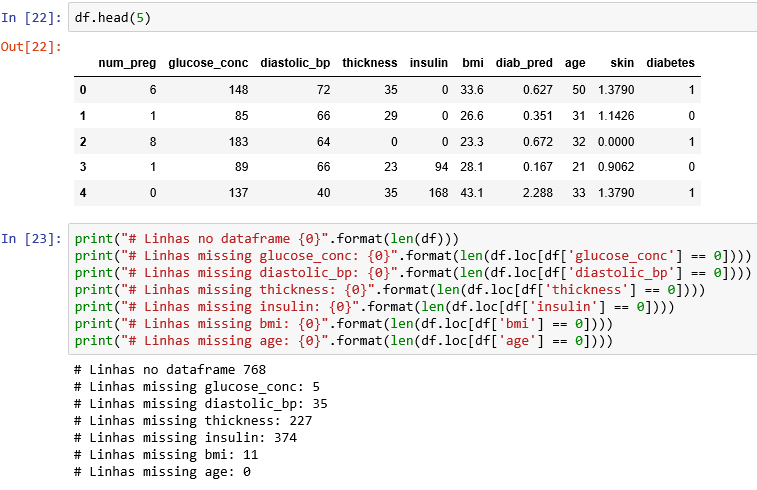 In [22]: df.head(5)
Out[22]:
num_preg glucose_conc diastolic_bp thickness insulin bmi diab_pred age skin diabetes
0 6 148 72 35 0 33.6 0.627 50 1.3790 1
1 1 85 66 29 0 26.6 0.351 31 1.1426 0
2 8 183 64 0 0 23.3 0.672 32 0.0000 1
3 1 89 66 23 94 28.1 0.167 21 0.9062 0
4 0 137 40 35 168 43.1 2.288 33 1.3790 1
In [23]: print("# Linhas no dataframe {0}".format(len(df)))
print("# Linhas missing glucose_conc: {0}".format(len(df.loc[df['glucose_conc'] == 0])))
print("# Linhas missing diastolic_bp: {0}".format(len(df.loc[df['diastolic_bp'] == 0])))
print("# Linhas missing thickness: {0}".format(len(df.loc[df['thickness'] == 0])))
print("# Linhas missing insulin: {0}".format(len(df.loc[df['insulin'] == 0])))
print("# Linhas missing bmi: {0}".format(len(df.loc[df['bmi'] == 0])))
print("# Linhas missing age: {0}".format(len(df.loc[df['age'] == 0])))
# Linhas no dataframe 768
# Linhas missing glucose_conc: 5
# Linhas missing diastolic_bp: 35
# Linhas missing thickness: 227
# Linhas missing insulin: 374
# Linhas missing bmi: 11
# Linhas missing age: 0